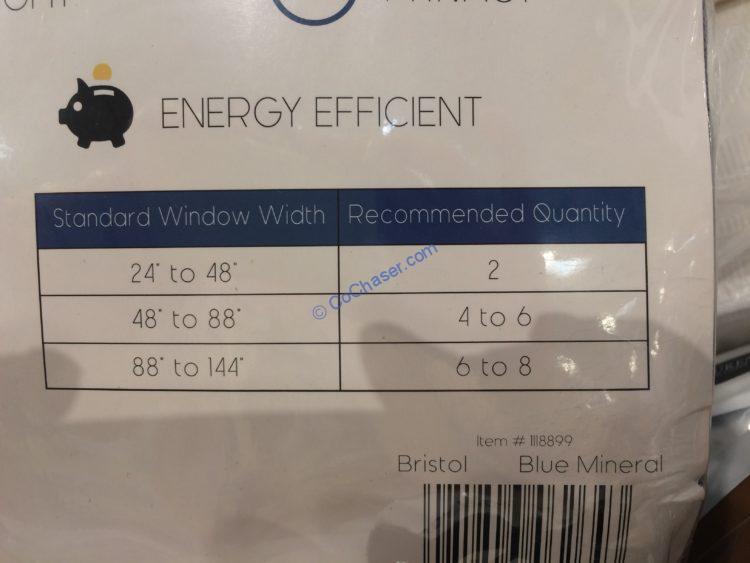 ENERGY EFFICIENT
Standard Window Width Recommended Quantity
24" to 48" 2
48" to 88" 4 to 6
88" to 144" 6 to 8
© CoChaser.com
Item # 1118899
Bristol Blue Mineral